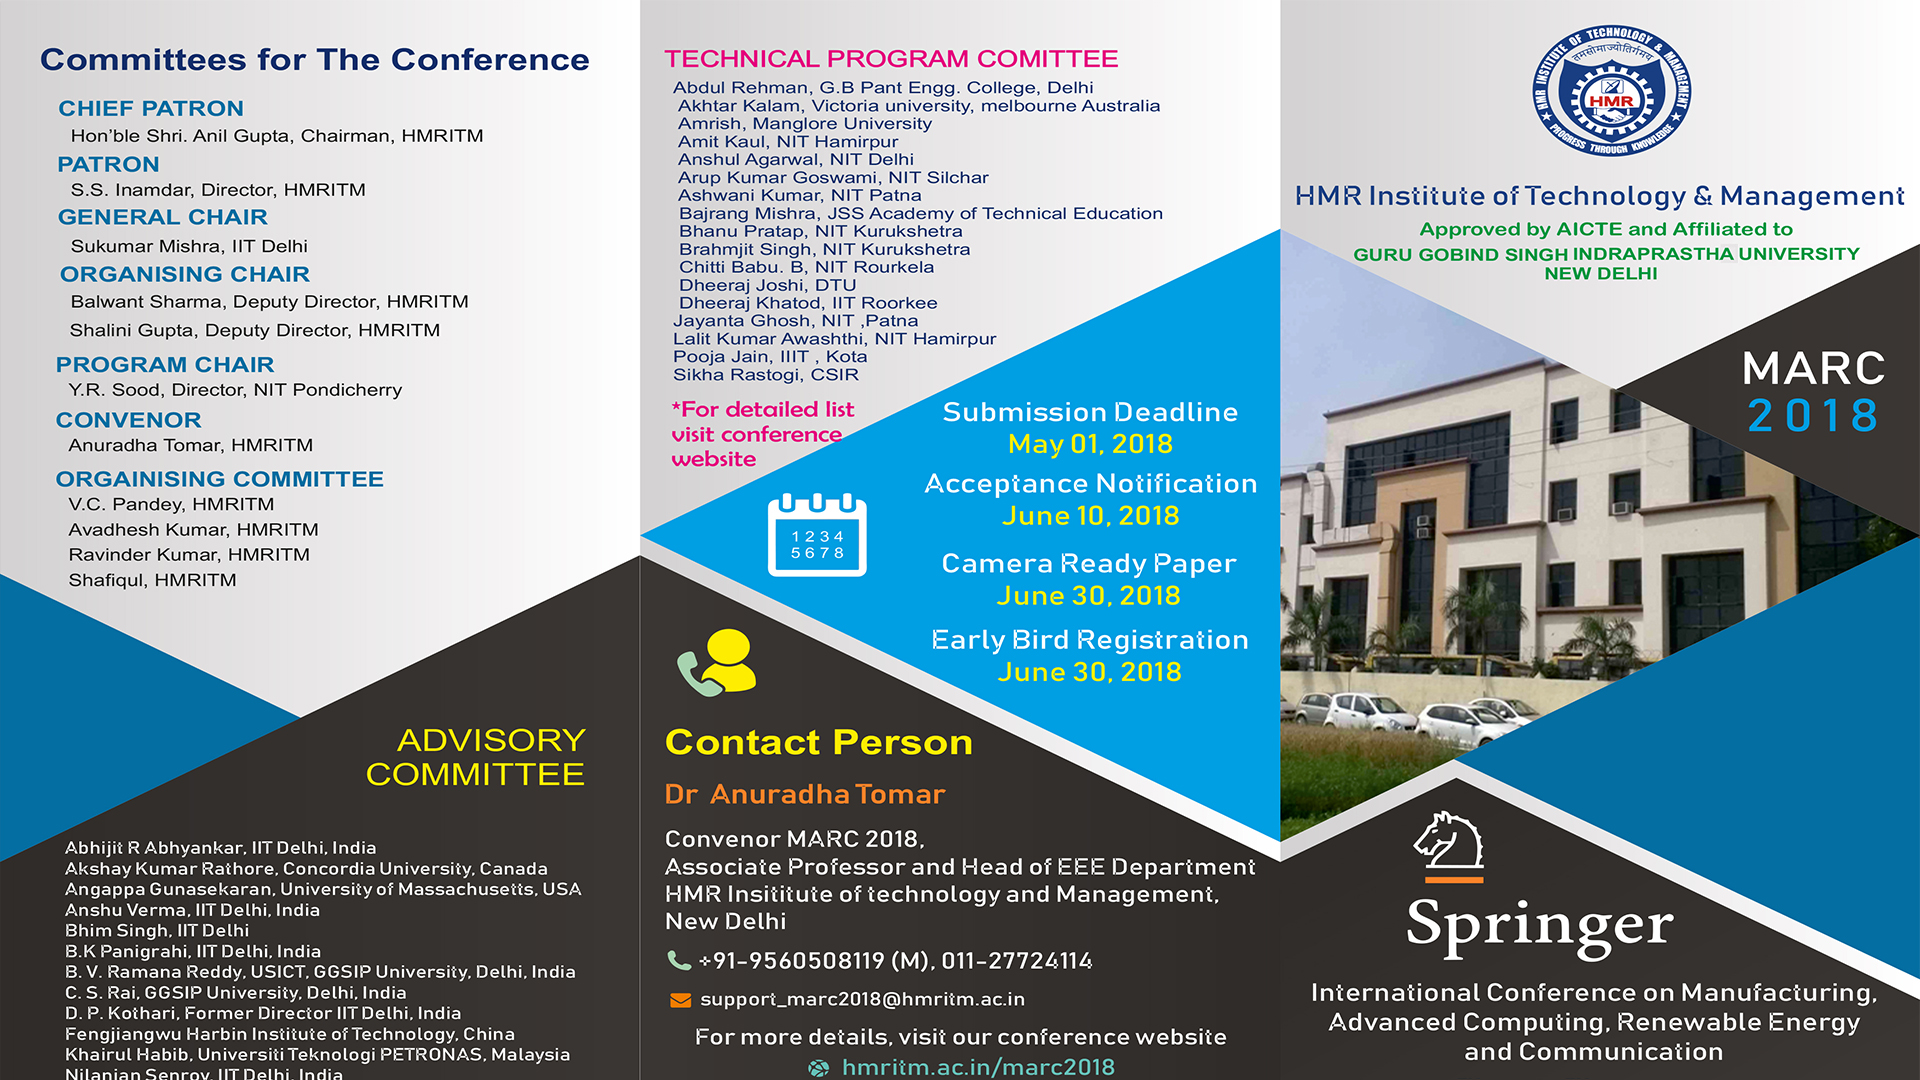 Committees for The Conference
CHIEF PATRON
Hon'ble Shri. Anil Gupta, Chairman, HMRITM
PATRON
S.S. Inamdar, Director, HMRITM
GENERAL CHAIR
Sukumar Mishra, IIT Delhi
ORGANISING CHAIR
Balwant Sharma, Deputy Director, HMRITM
Shalini Gupta, Deputy Director, HMRITM
PROGRAM CHAIR
Y.R. Sood, Director, NIT Pondicherry
CONVENOR
Anuradha Tomar, HMRITM
ORGAINISING COMMITTEE
V.C. Pandey, HMRITM
Avadhesh Kumar, HMRITM
Ravinder Kumar, HMRITM
Shafiqul, HMRITM
ADVISORY
COMMITTEE
Abhijit R Abhyankar, IIT Delhi, India
Akshay Kumar Rathore, Concordia University, Canada
Angappa Gunasekaran, University of Massachusetts, USA
Anshu Verma, IIT Delhi, India
Bhim Singh, IIT Delhi
B.K Panigrahi, IIT Delhi, India
B. V. Ramana Reddy, USICT, GGSIP University, Delhi, India
C. S. Rai, GGSIP University, Delhi, India
D. P. Kothari, Former Director IIT Delhi, India
Fengjiangwu Harbin Institute of Technology, China
Khairul Habib, Universiti Teknologi PETRONAS, Malaysia
Nilanjan Senroy, IIT Delhi, India
TECHNICAL PROGRAM COMITTEE
Abdul Rehman, G.B Pant Engg. College, Delhi
Akhtar Kalam, Victoria university, melbourne Australia
Amrish, Manglore University
Amit Kaul, NIT Hamirpur
Anshul Agarwal, NIT Delhi
Arup Kumar Goswami, NIT Silchar
Ashwani Kumar, NIT Patna
Bajrang Mishra, JSS Academy of Technical Education
Bhanu Pratap, NIT Kurukshetra
Brahmjit Singh, NIT Kurukshetra
Chitti Babu. B, NIT Rourkela
Dheeraj Joshi, DTU
Dheeraj Khatod, IIT Roorkee
Jayanta Ghosh, NIT ,Patna
Lalit Kumar Awashthi, NIT Hamirpur
Pooja Jain, IIIT , Kota
Sikha Rastogi, CSIR
*For detailed list
visit conference
website
Submission Deadline
May 01, 2018
Acceptance Notification
June 10, 2018
Camera Ready Paper
June 30, 2018
Early Bird Registration
June 30, 2018
1 2 3 4
5 6 7 8
Contact Person
Dr Anuradha Tomar
Convenor MARC 2018,
Associate Professor and Head of EEE Department
HMR Insititute of technology and Management,
New Delhi
+91-9560508119 (M), 011-27724114
support_marc2018@hmritm.ac.in
For more details, visit our conference website
hmritm.ac.in/marc2018
HMR INSTITUTE OF TECHNOLOGY & MANAGEMENT
तमसोमाज्योतिर्गमय
HMR
PROGRESS THROUGH KNOWLEDGE
HMR Institute of Technology & Management
Approved by AICTE and Affiliated to
GURU GOBIND SINGH INDRAPRASTHA UNIVERSITY
NEW DELHI
MARC
2018
Springer
International Conference on Manufacturing,
Advanced Computing, Renewable Energy
and Communication